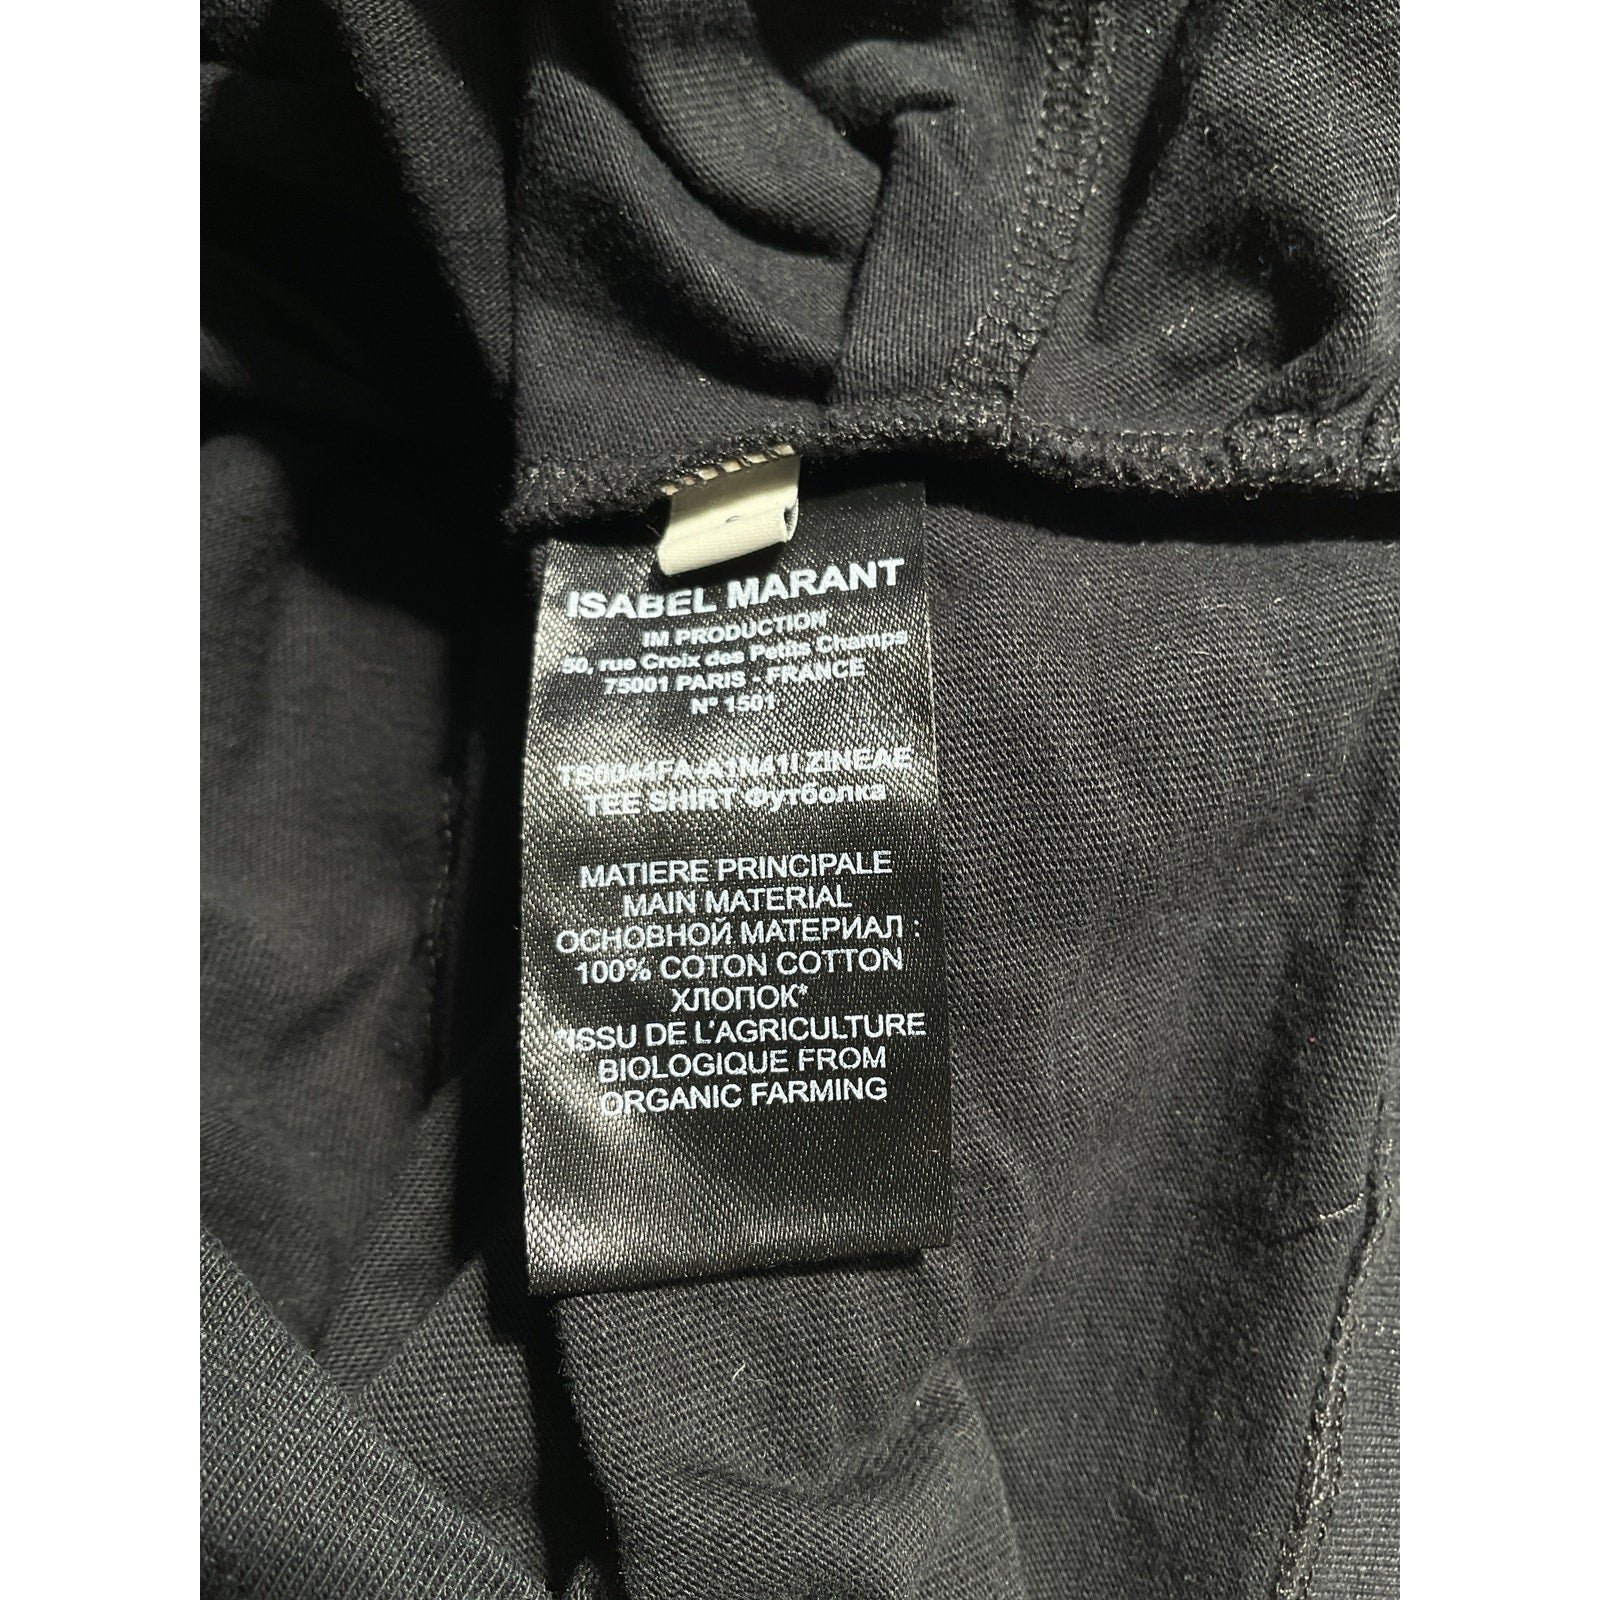 ISABEL MARANT
IM PRODUCTION
50, rue Croix des Petits Champs
75001 PARIS - FRANCE
N° 1501
TS0044FA-A1N41I ZINEAE
TEE SHIRT Футболка
MATIERE PRINCIPALE
MAIN MATERIAL
ОСНОВНОЙ МАТЕРИАЛ :
100% COTON COTTON
ХЛОПОК*
*ISSU DE L'AGRICULTURE
BIOLOGIQUE FROM
ORGANIC FARMING